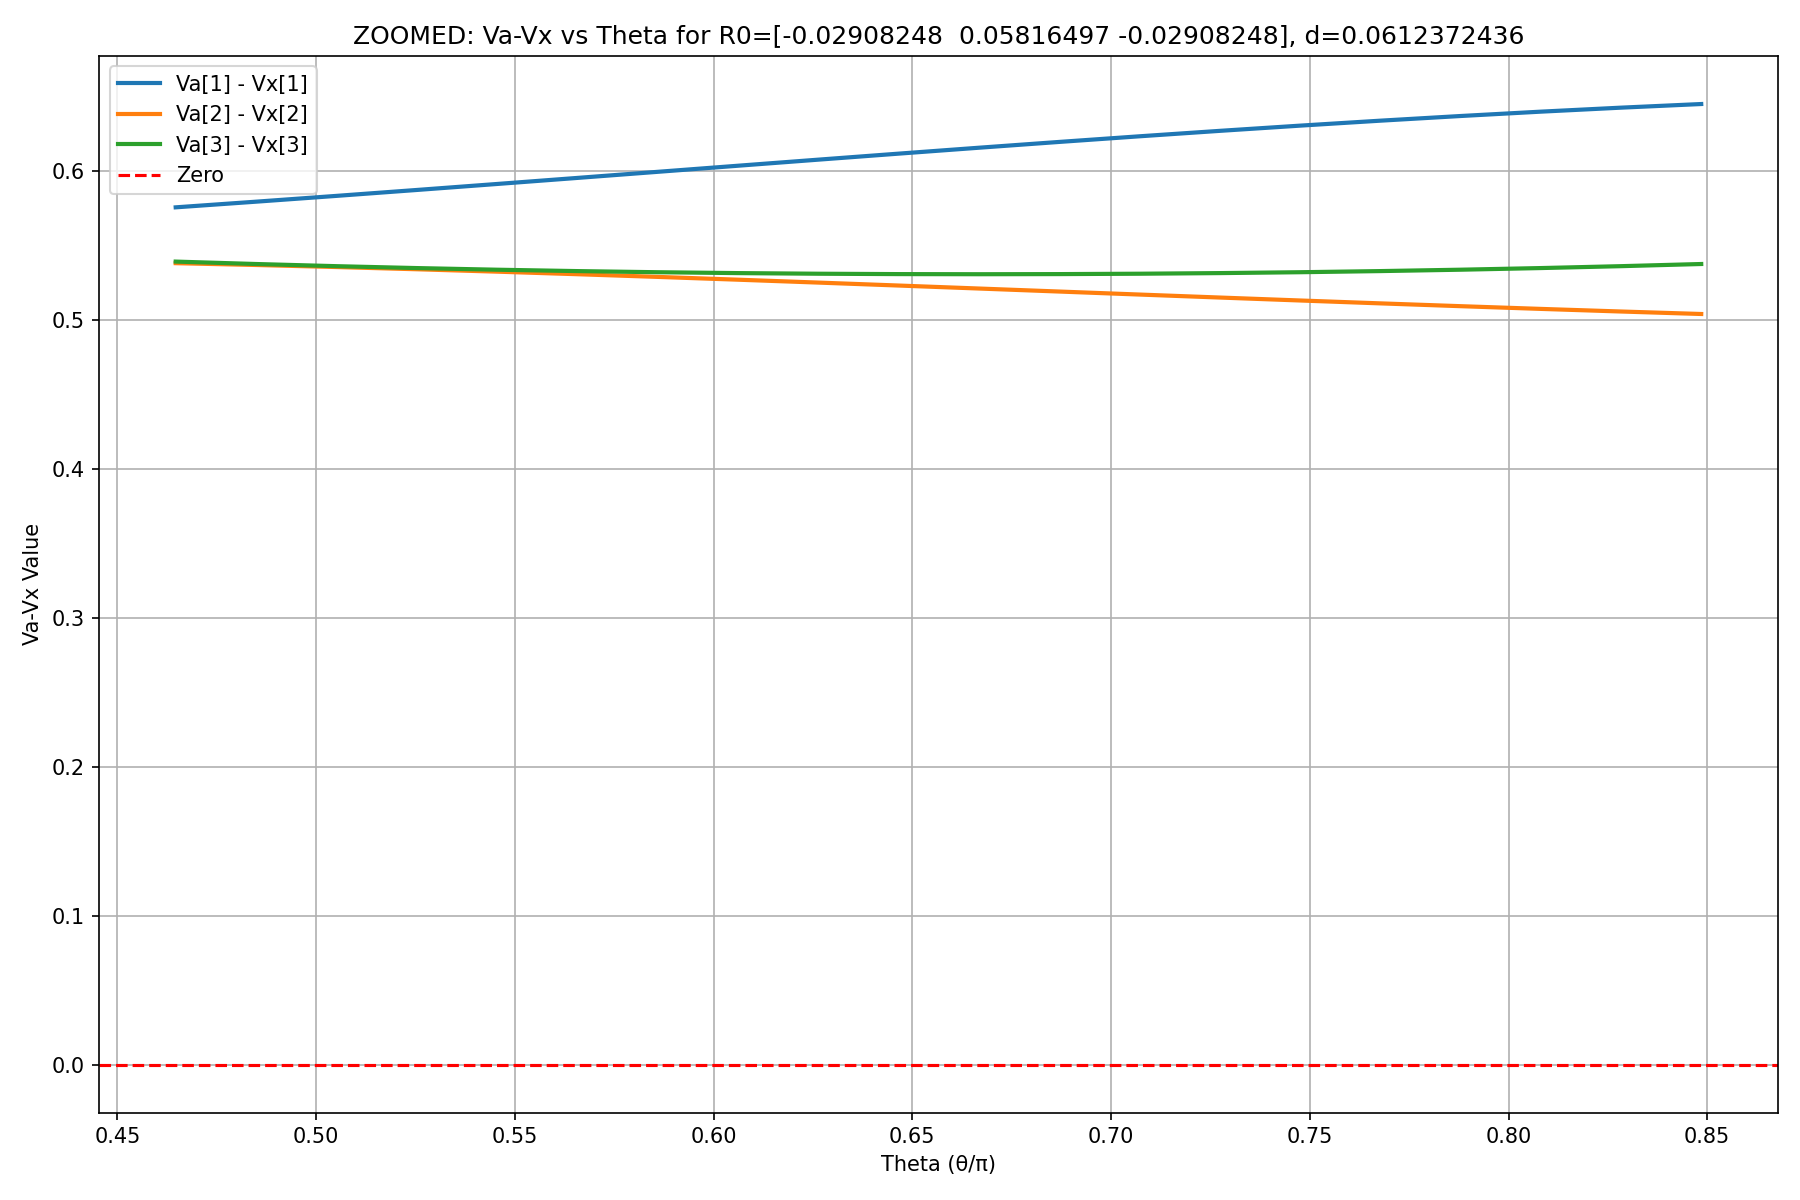 ZOOMED: Va-Vx vs Theta for R0=[-0.02908248  0.05816497 -0.02908248], d=0.0612372436
Va[1] - Vx[1]
Va[2] - Vx[2]
Va[3] - Vx[3]
Zero
Va-Vx Value
0.6
0.5
0.4
0.3
0.2
0.1
0.0
0.45 0.50 0.55 0.60 0.65 0.70 0.75 0.80 0.85
Theta (θ/π)